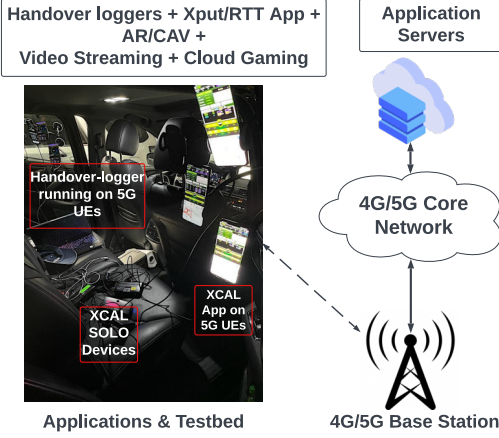 Handover loggers + Xput/RTT App +
AR/CAV +
Video Streaming + Cloud Gaming
Application
Servers
Handover-logger
running on 5G
UEs
XCAL
SOLO
Devices
XCAL
App on
5G UEs
4G/5G Core
Network
Applications & Testbed
4G/5G Base Station